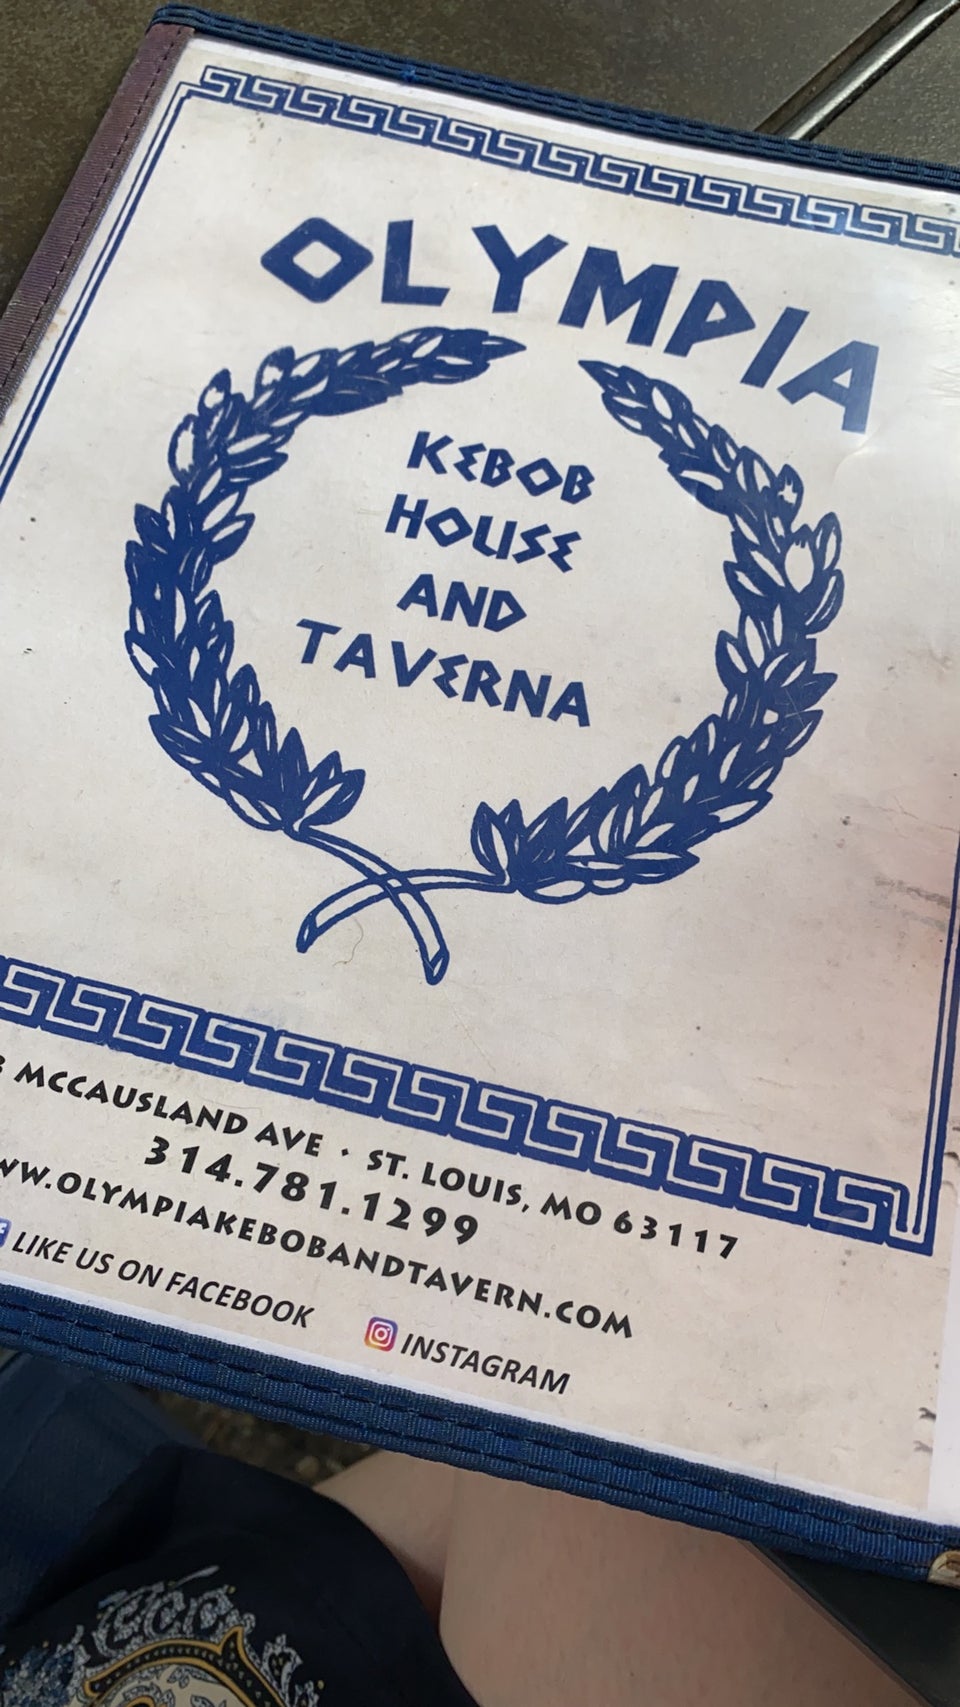 OLYMPIA
KEBOB
HOUSE
AND
TAVERNA
MCCAUSLAND AVE · ST. LOUIS, MO 63117
314.781.1299
WW.OLYMPIAKEBOBANDTAVERN.COM
LIKE US ON FACEBOOK INSTAGRAM